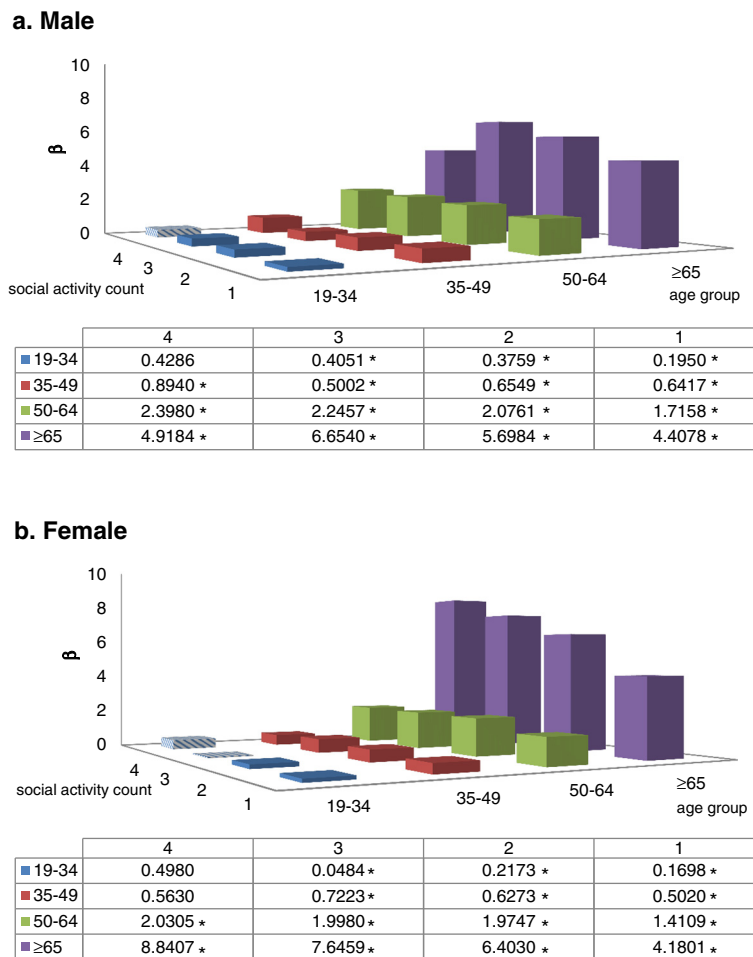 a. Male
10
8
6
4
2
0
β
4
3
2
1
social activity count
19-34
35-49
50-64
≥65
age group
4 3 2 1
19-34 0.4286 0.4051 * 0.3759 * 0.1950 *
35-49 0.8940 * 0.5002 * 0.6549 * 0.6417 *
50-64 2.3980 * 2.2457 * 2.0761 * 1.7158 *
≥65 4.9184 * 6.6540 * 5.6984 * 4.4078 *
b. Female
10
8
6
4
2
0
β
4
3
2
1
social activity count
19-34
35-49
50-64
≥65
age group
4 3 2 1
19-34 0.4980 0.0484 * 0.2173 * 0.1698 *
35-49 0.5630 0.7223 * 0.6273 * 0.5020 *
50-64 2.0305 * 1.9980 * 1.9747 * 1.4109 *
≥65 8.8407 * 7.6459 * 6.4030 * 4.1801 *